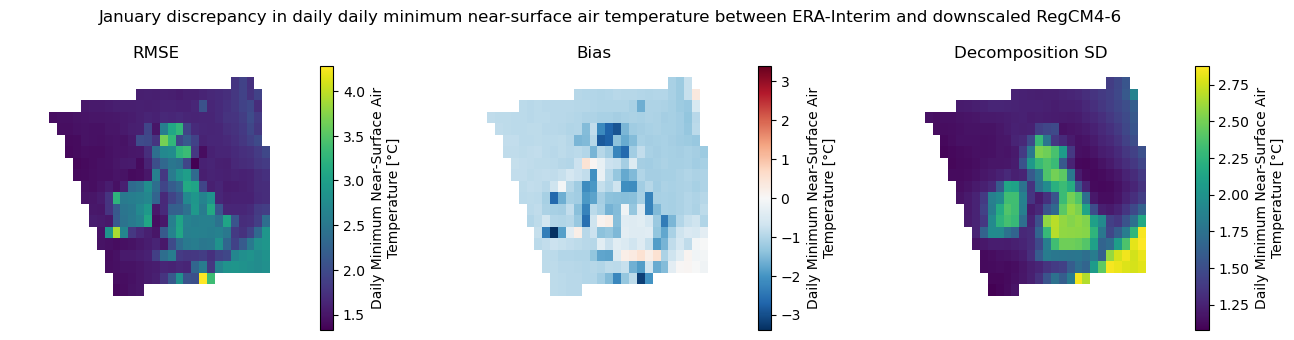 January discrepancy in daily daily minimum near-surface air temperature between ERA-Interim and downscaled RegCM4-6
RMSE
Bias
Decomposition SD
4.0
3.5
3.0
2.5
2.0
1.5
Daily Minimum Near-Surface Air
Temperature [°C]
3
2
1
0
−1
−2
−3
Daily Minimum Near-Surface Air
Temperature [°C]
2.75
2.50
2.25
2.00
1.75
1.50
1.25
Daily Minimum Near-Surface Air
Temperature [°C]